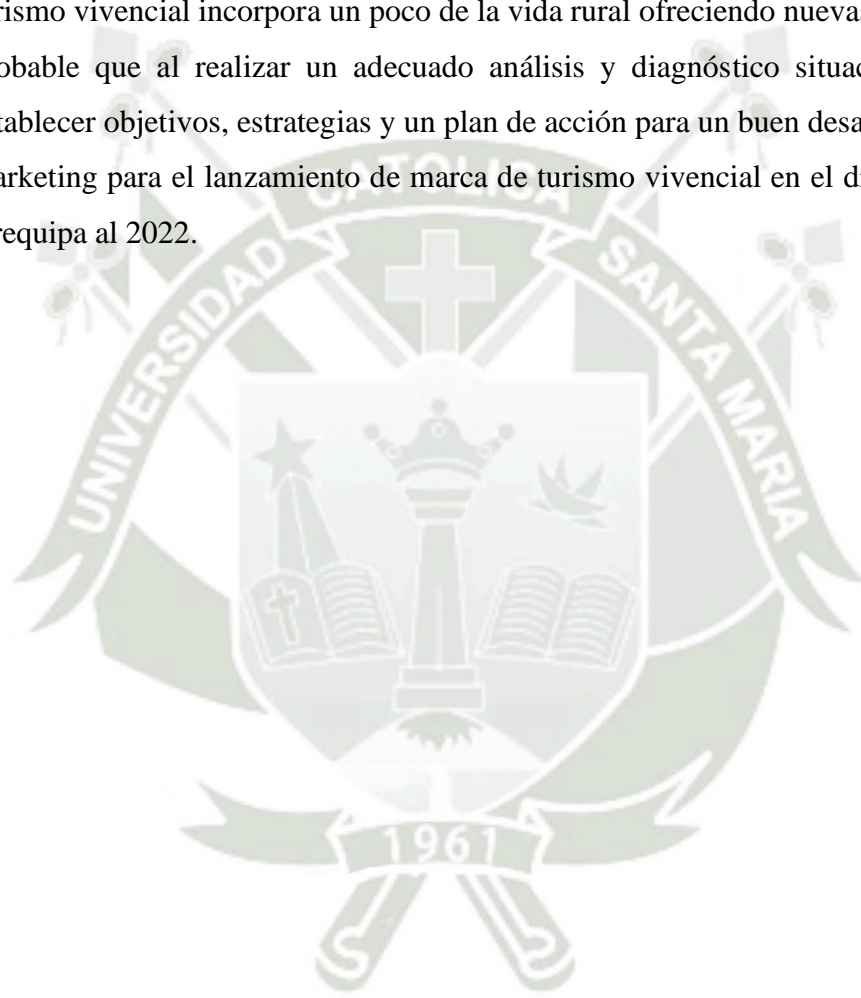 rismo vivencial incorpora un poco de la vida rural ofreciendo nuevas
obable que al realizar un adecuado análisis y diagnóstico situac
tablecer objetivos, estrategias y un plan de acción para un buen desa
arketing para el lanzamiento de marca de turismo vivencial en el di
requipa al 2022.
UNIVERSIDAD CATOLICA SANTA MARIA
1961